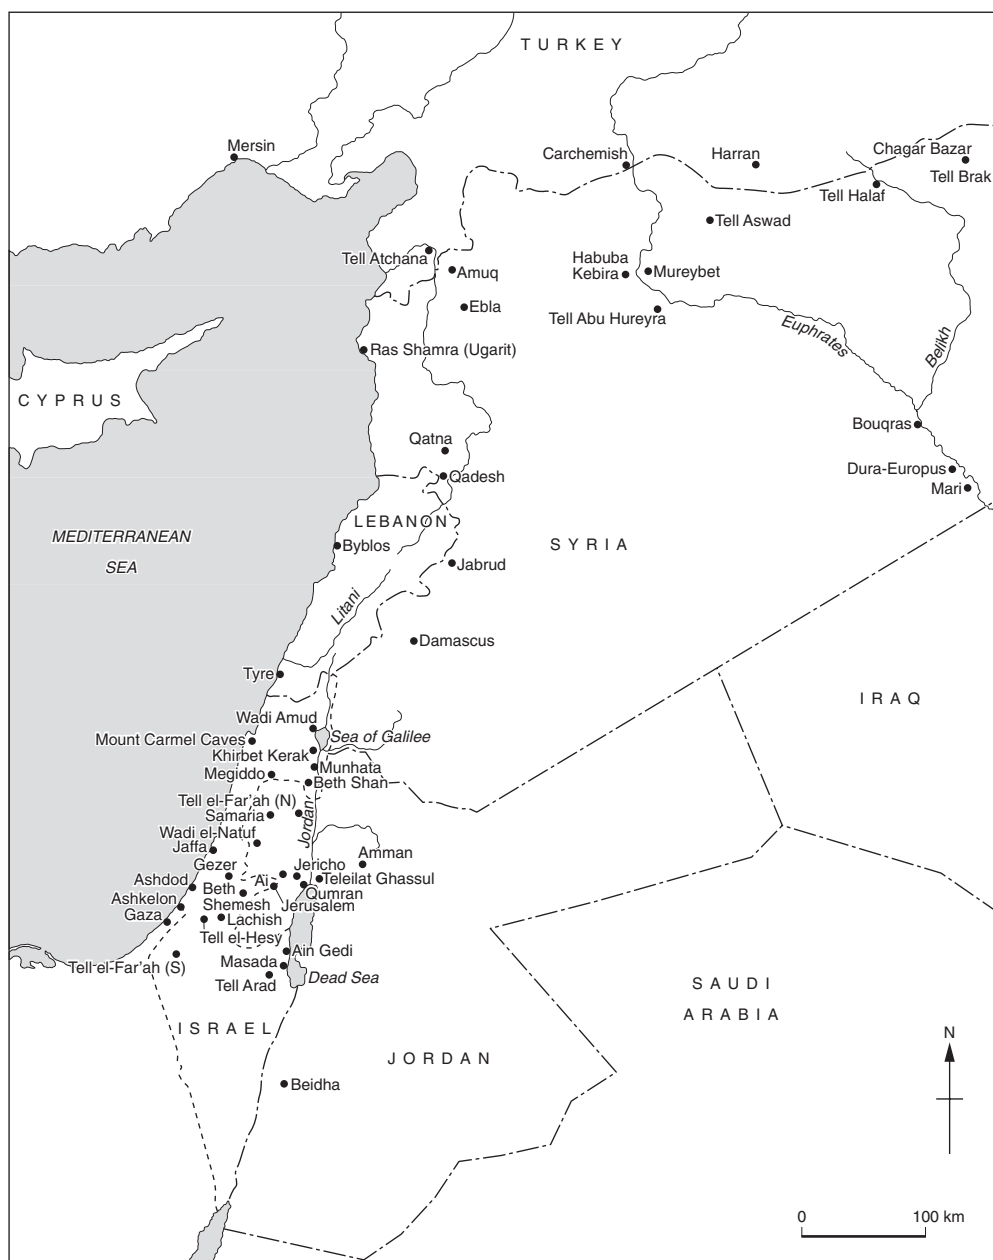 TURKEY
Mersin
Carchemish
Harran
Chagar Bazar
Tell Brak
Tell Halaf
Tell Aswad
Tell Atchana
Amuq
Habuba
Kebira
Mureybet
Ebla
Tell Abu Hureyra
Euphrates
Belikh
Ras Shamra (Ugarit)
CYPRUS
Bouqras
Qatna
Qadesh
Dura-Europus
Mari
LEBANON
MEDITERRANEAN
SEA
Byblos
SYRIA
Jabrud
Litani
Damascus
Tyre
IRAQ
Wadi Amud
Sea of Galilee
Mount Carmel Caves
Khirbet Kerak
Munhata
Megiddo
Beth Shan
Tell el-Far'ah (N)
Samaria
Jordan
Wadi el-Natuf
Jaffa
Amman
Gezer
Jericho
Ashdod
Beth
Shemesh
Ai
Teleilat Ghassul
Qumran
Ashkelon
Jerusalem
Gaza
Lachish
Tell el-Hesy
Ain Gedi
Tell el-Far'ah (S)
Masada
Dead Sea
Tell Arad
SAUDI
ARABIA
ISRAEL
JORDAN
N
Beidha
0
100 km